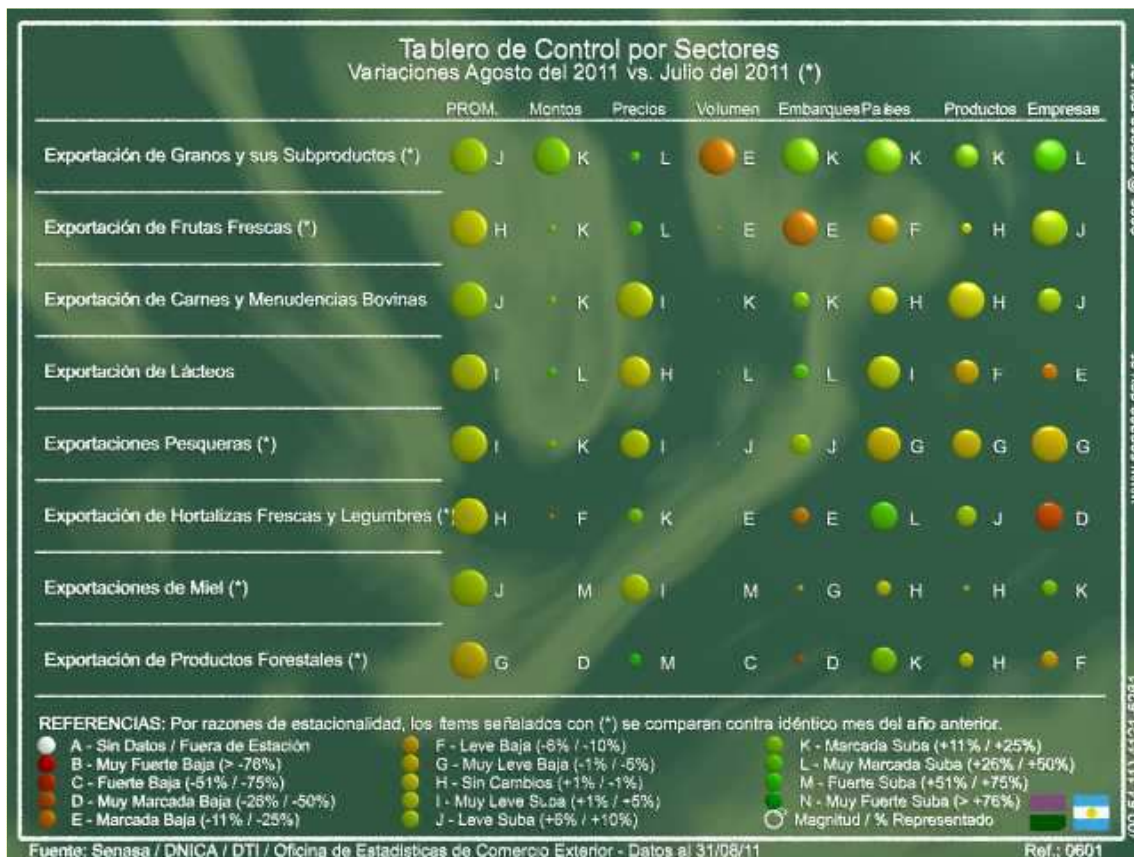 Tablero de Control por Sectores
Variaciones Agosto del 2011 vs. Julio del 2011 (*)
PROM. Montos Precios Volumen Embarques Países Productos Empresas
Exportación de Granos y sus Subproductos (*) J K L E K K K L
Exportación de Frutas Frescas (*) H K L E E F H J
Exportación de Carnes y Menudencias Bovinas J K I K K H H J
Exportación de Lácteos I L H L L I F E
Exportaciones Pesqueras (*) I K I J J G G G
Exportación de Hortalizas Frescas y Legumbres (*) H F K E E L J D
Exportaciones de Miel (*) J M I M G H H K
Exportación de Productos Forestales (*) G D M C D K H F
REFERENCIAS: Por razones de estacionalidad, los ítems señalados con (*) se comparan contra idéntico mes del año anterior.
A - Sin Datos / Fuera de Estación
B - Muy Fuerte Baja (> -76%)
C - Fuerte Baja (-51% / -75%)
D - Muy Marcada Baja (-26% / -50%)
E - Marcada Baja (-11% / -25%)
F - Leve Baja (-6% / -10%)
G - Muy Leve Baja (-1% / -5%)
H - Sin Cambios (+1% / -1%)
I - Muy Leve Suba (+1% / +5%)
J - Leve Suba (+6% / +10%)
K - Marcada Suba (+11% / +25%)
L - Muy Marcada Suba (+26% / +50%)
M - Fuerte Suba (+51% / +75%)
N - Muy Fuerte Suba (> +76%)
Magnitud / % Representado
Fuente: Senasa / DNICA / DTI / Oficina de Estadísticas de Comercio Exterior - Datos al 31/08/11
Ref.: 0601